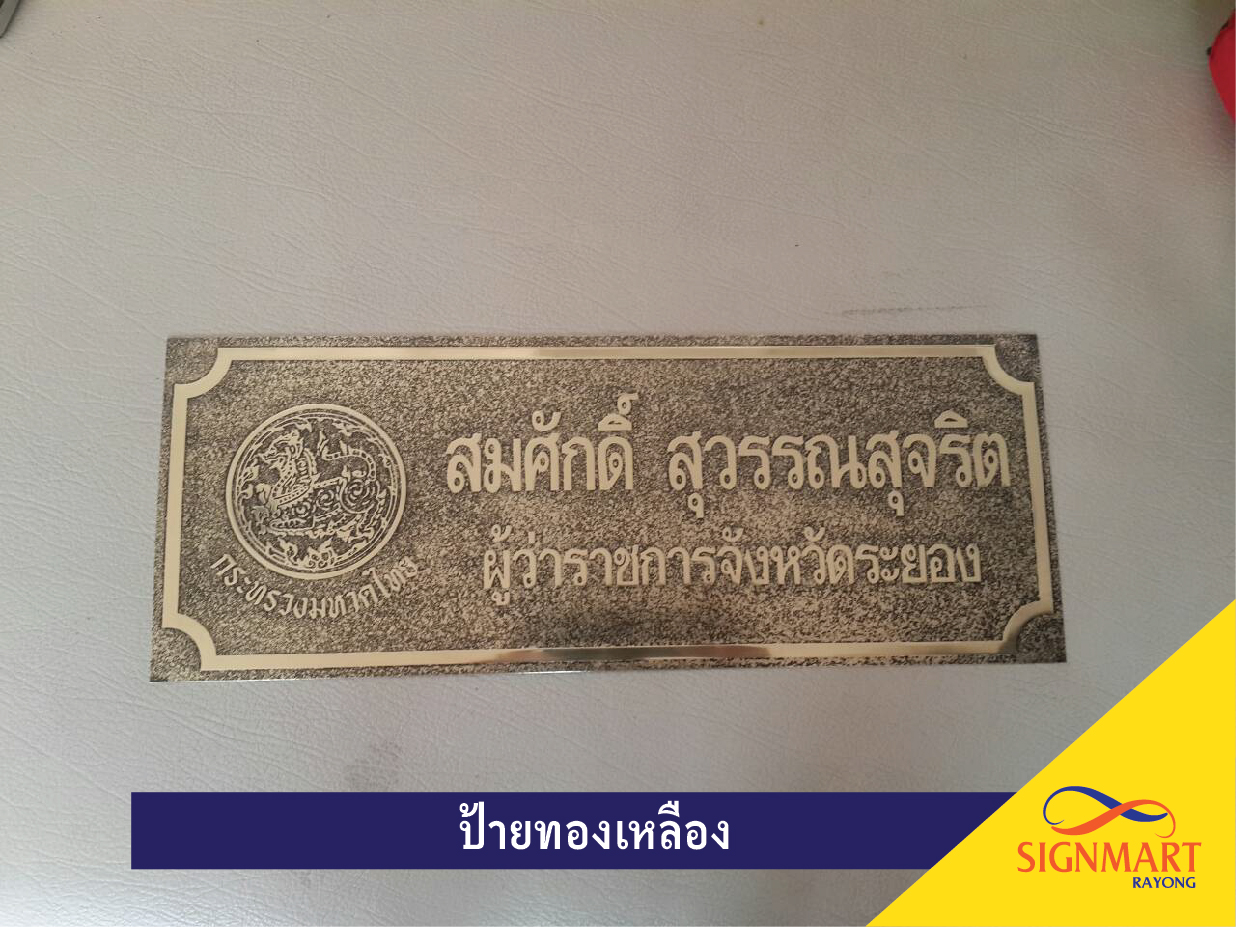 สมศักดิ์ สุวรรณสุจริต
ผู้ว่าราชการจังหวัดระยอง
กระทรวงมหาดไทย
ป้ายทองเหลือง
SIGNMART
RAYONG